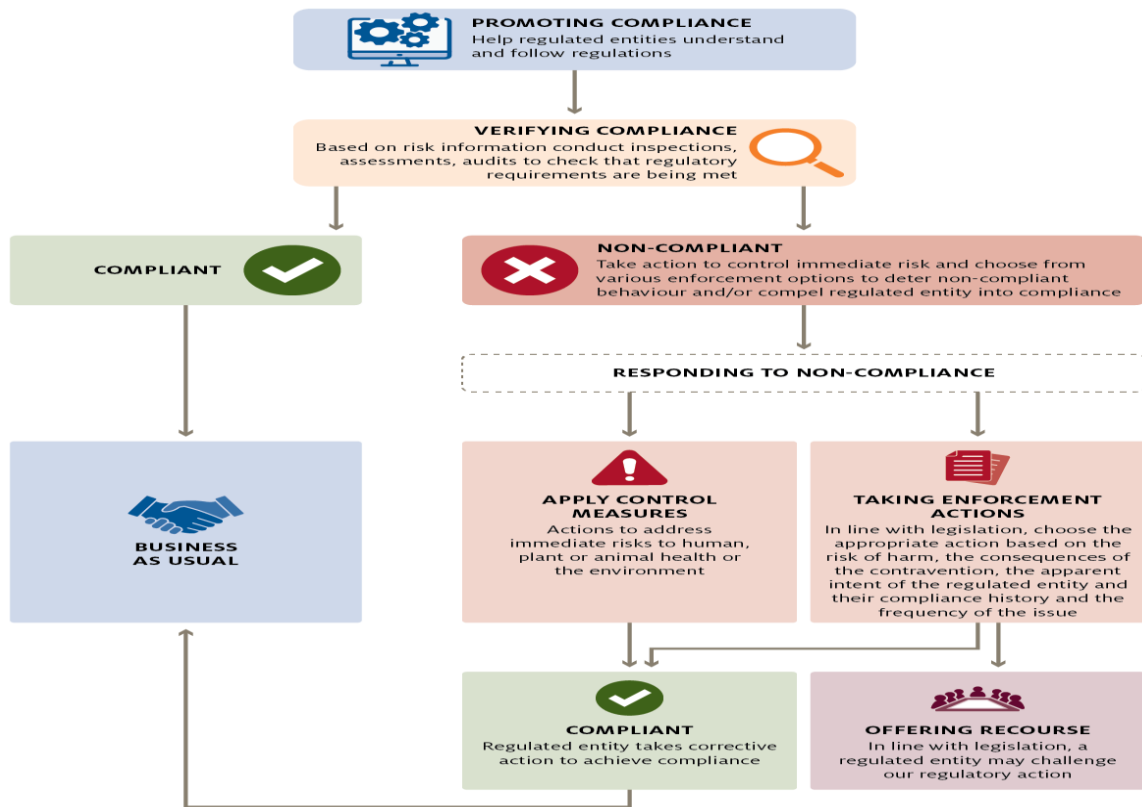 PROMOTING COMPLIANCE
Help regulated entities understand
and follow regulations
VERIFYING COMPLIANCE
Based on risk information conduct inspections,
assessments, audits to check that regulatory
requirements are being met
COMPLIANT
NON-COMPLIANT
Take action to control immediate risk and choose from
various enforcement options to deter non-compliant
behaviour and/or compel regulated entity into compliance
RESPONDING TO NON-COMPLIANCE
BUSINESS
AS USUAL
APPLY CONTROL
MEASURES
Actions to address
immediate risks to human,
plant or animal health or
the environment
TAKING ENFORCEMENT
ACTIONS
In line with legislation, choose the
appropriate action based on the
risk of harm, the consequences of
the contravention, the apparent
intent of the regulated entity and
their compliance history and the
frequency of the issue
COMPLIANT
Regulated entity takes corrective
action to achieve compliance
OFFERING RECOURSE
In line with legislation, a
regulated entity may challenge
our regulatory action